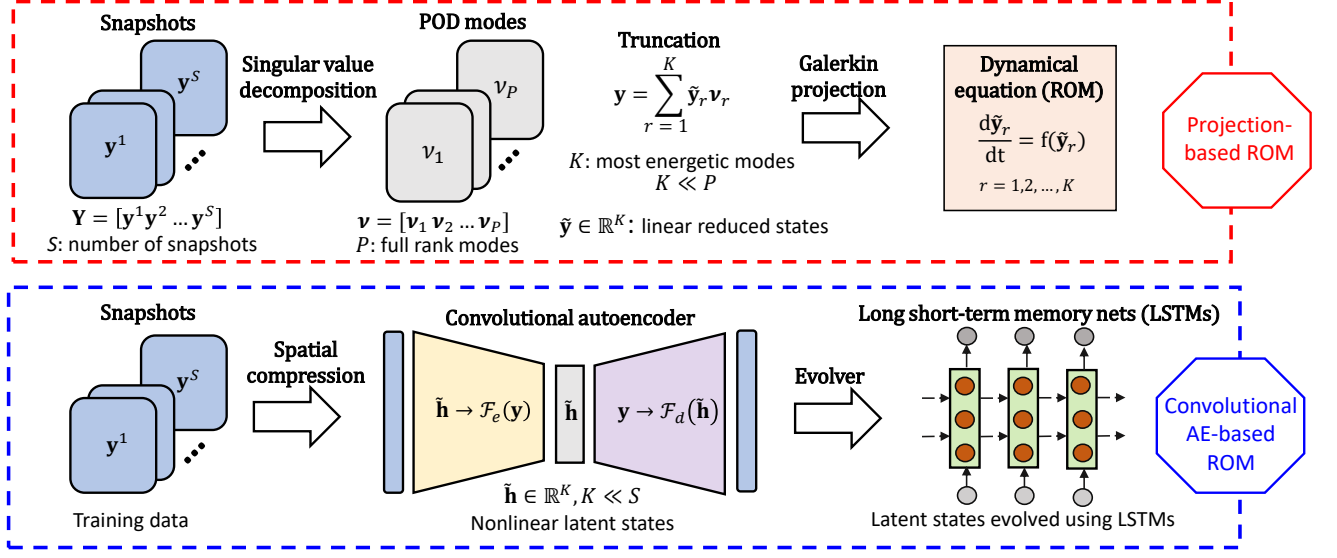 Snapshots
𝐲^S
𝐲^1
𝐘 = [𝐲^1𝐲^2 … 𝐲^S]
S: number of snapshots
Singular value
decomposition
POD modes
ν_P
ν_1
𝛎 = [𝛎_1 𝛎_2 … 𝛎_P]
P: full rank modes
Truncation
𝐲 = ∑_{r = 1}^{K} 𝐲̃_r 𝛎_r
K: most energetic modes
K ≪ P
𝐲̃ ∈ ℝ^K: linear reduced states
Galerkin
projection
Dynamical
equation (ROM)
d𝐲̃_r/dt = f(𝐲̃_r)
r = 1,2, … , K
Projection-
based ROM
Snapshots
𝐲^S
𝐲^1
Training data
Spatial
compression
Convolutional autoencoder
𝐡̃ → ℱ_e(𝐲)
𝐡̃
𝐲 → ℱ_d(𝐡̃)
𝐡̃ ∈ ℝ^K, K ≪ S
Nonlinear latent states
Evolver
Long short-term memory nets (LSTMs)
Latent states evolved using LSTMs
Convolutional
AE-based
ROM